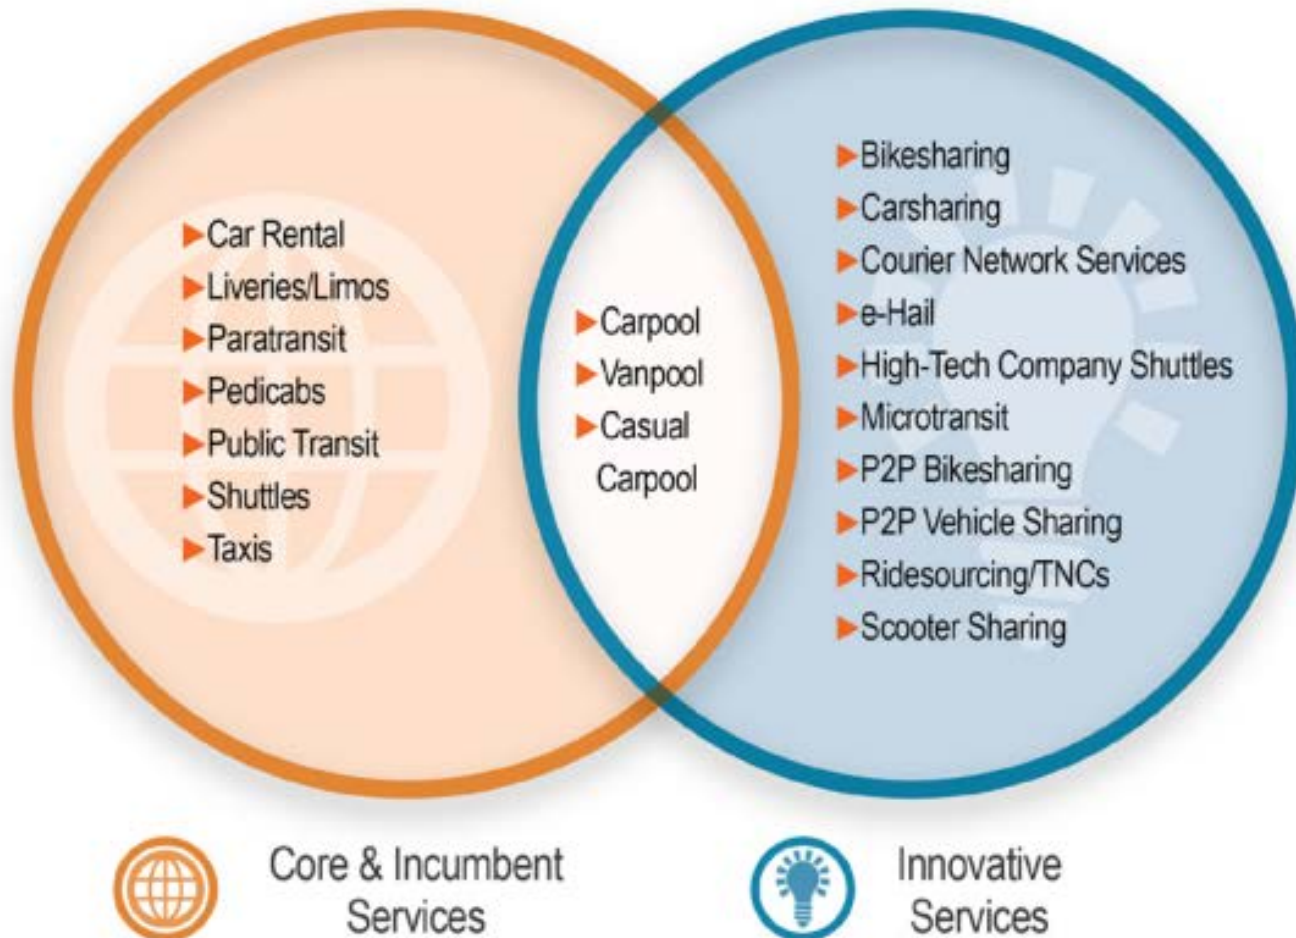 ►Car Rental
►Liveries/Limos
►Paratransit
►Pedicabs
►Public Transit
►Shuttles
►Taxis
►Carpool
►Vanpool
►Casual
Carpool
►Bikesharing
►Carsharing
►Courier Network Services
►e-Hail
►High-Tech Company Shuttles
►Microtransit
►P2P Bikesharing
►P2P Vehicle Sharing
►Ridesourcing/TNCs
►Scooter Sharing
Core & Incumbent
Services
Innovative
Services